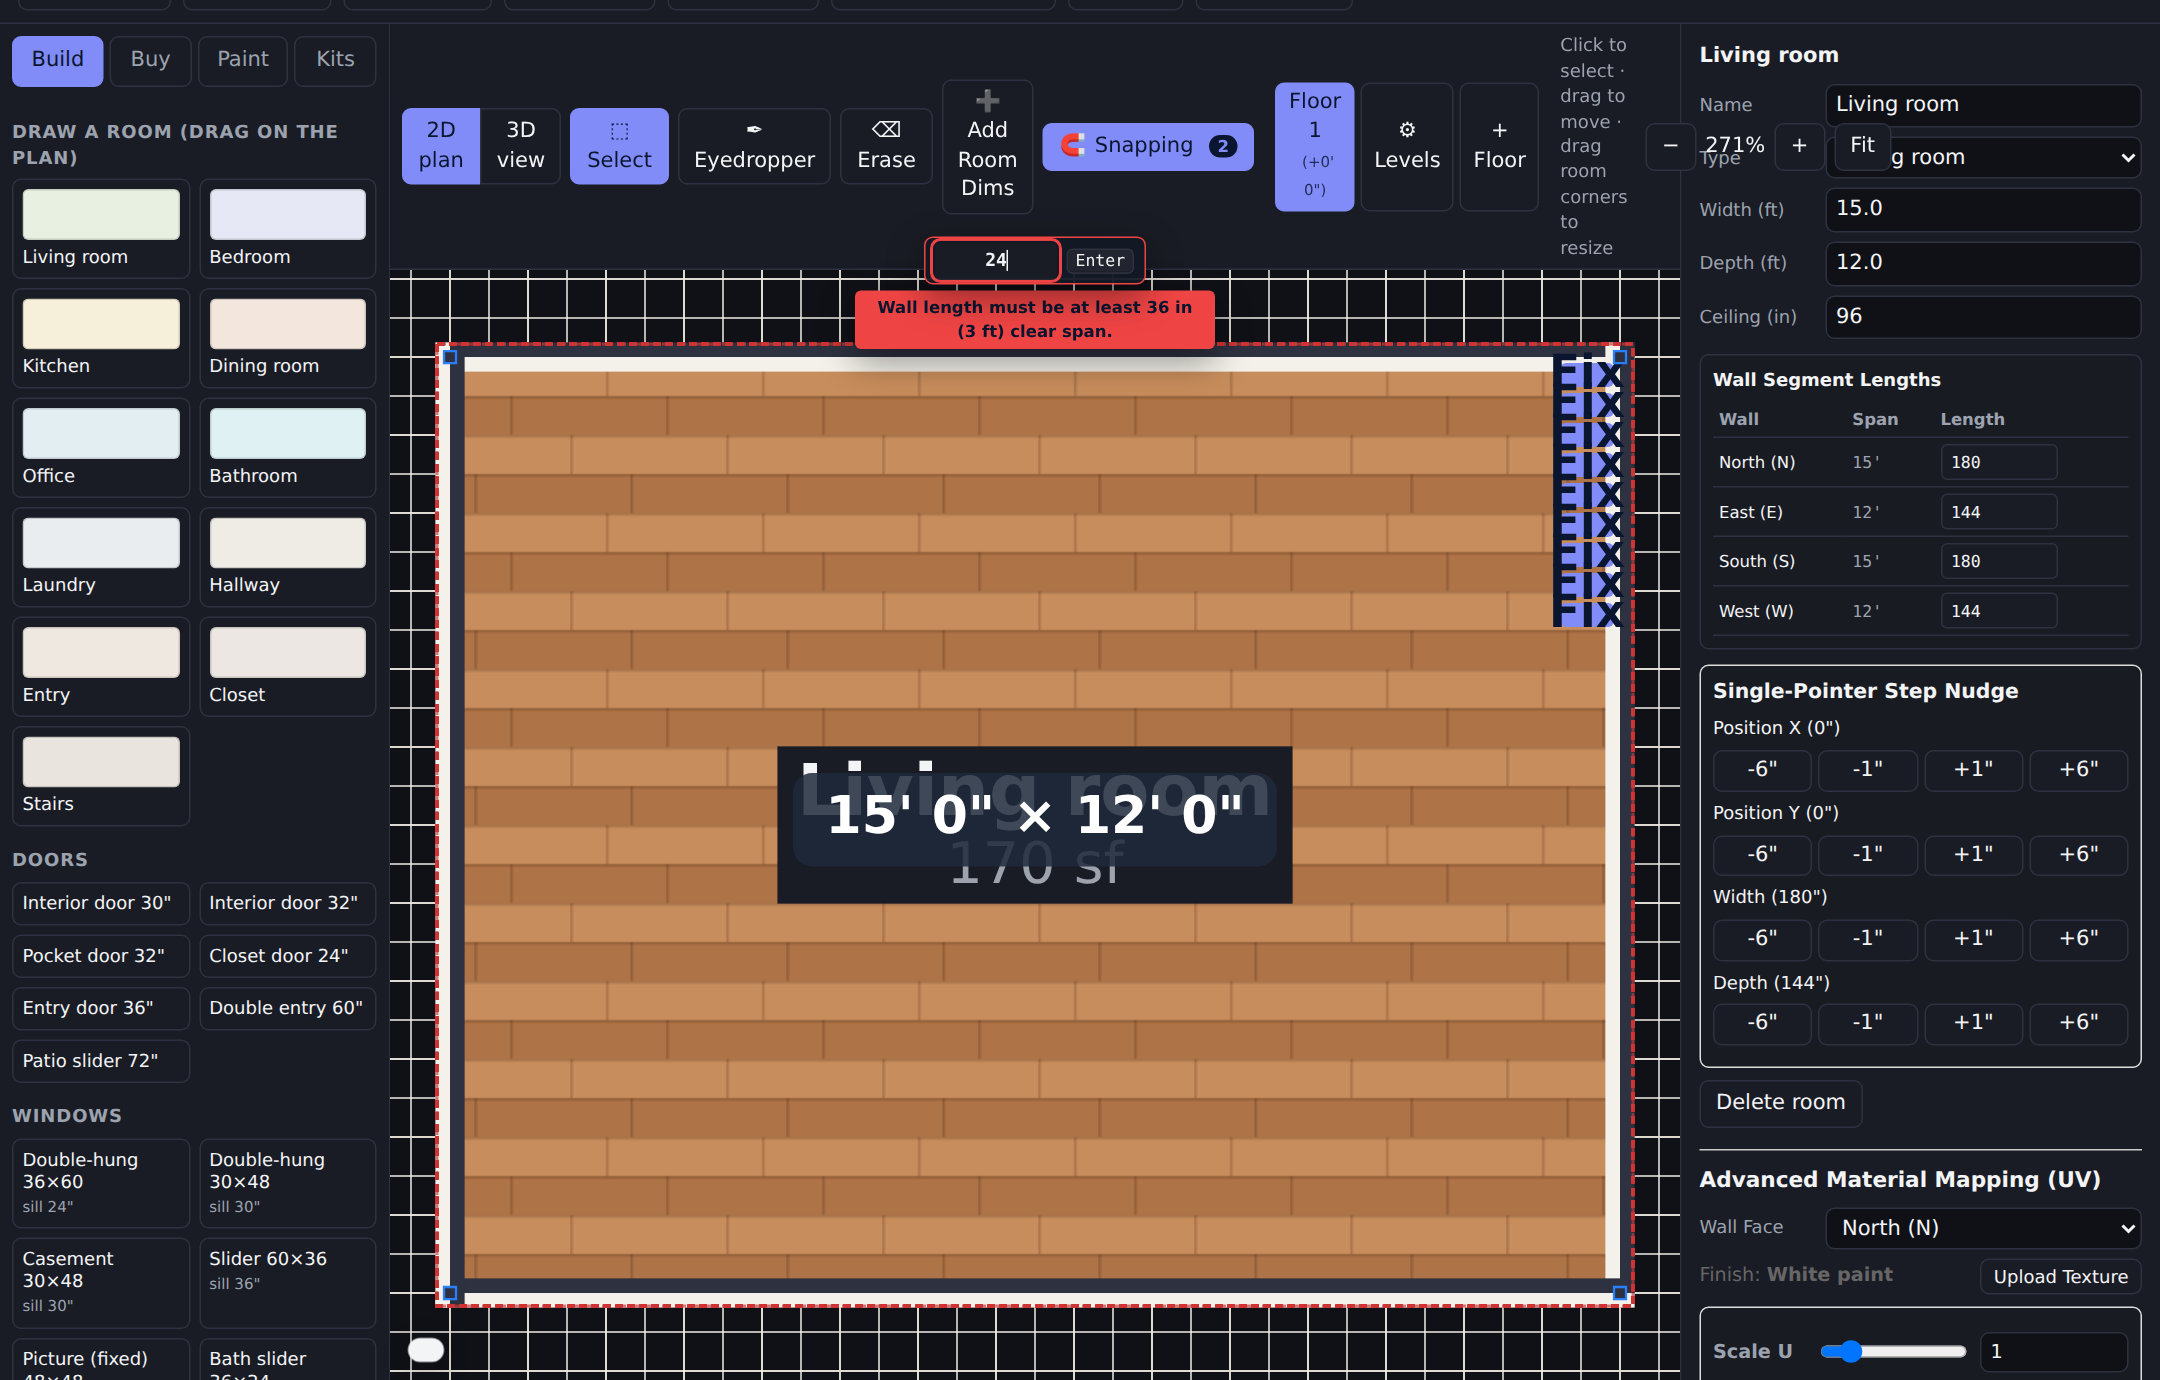 Build
Buy
Paint
Kits
DRAW A ROOM (DRAG ON THE
PLAN)
Living room
Bedroom
Kitchen
Dining room
Office
Bathroom
Laundry
Hallway
Entry
Closet
Stairs
DOORS
Interior door 30"
Interior door 32"
Pocket door 32"
Closet door 24"
Entry door 36"
Double entry 60"
Patio slider 72"
WINDOWS
Double-hung
36×60
sill 24"
Double-hung
30×48
sill 30"
Casement
30×48
sill 30"
Slider 60×36
sill 36"
Picture (fixed)
Bath slider
2D
plan
3D
view
Select
Eyedropper
Erase
Add
Room
Dims
Snapping 2
Floor
1
(+0'
0")
Levels
+
Floor
Click to
select ·
drag to
move ·
drag
room
corners
to
resize
− 271% + Fit
24 Enter
Wall length must be at least 36 in
(3 ft) clear span.
Living room
15' 0" × 12' 0"
170 sf
Living room
Name
Living room
Type
g room
Width (ft)
15.0
Depth (ft)
12.0
Ceiling (in)
96
Wall Segment Lengths
Wall Span Length
North (N) 15' 180
East (E) 12' 144
South (S) 15' 180
West (W) 12' 144
Single-Pointer Step Nudge
Position X (0")
-6" -1" +1" +6"
Position Y (0")
-6" -1" +1" +6"
Width (180")
-6" -1" +1" +6"
Depth (144")
-6" -1" +1" +6"
Delete room
Advanced Material Mapping (UV)
Wall Face
North (N)
Finish: White paint
Upload Texture
Scale U
1